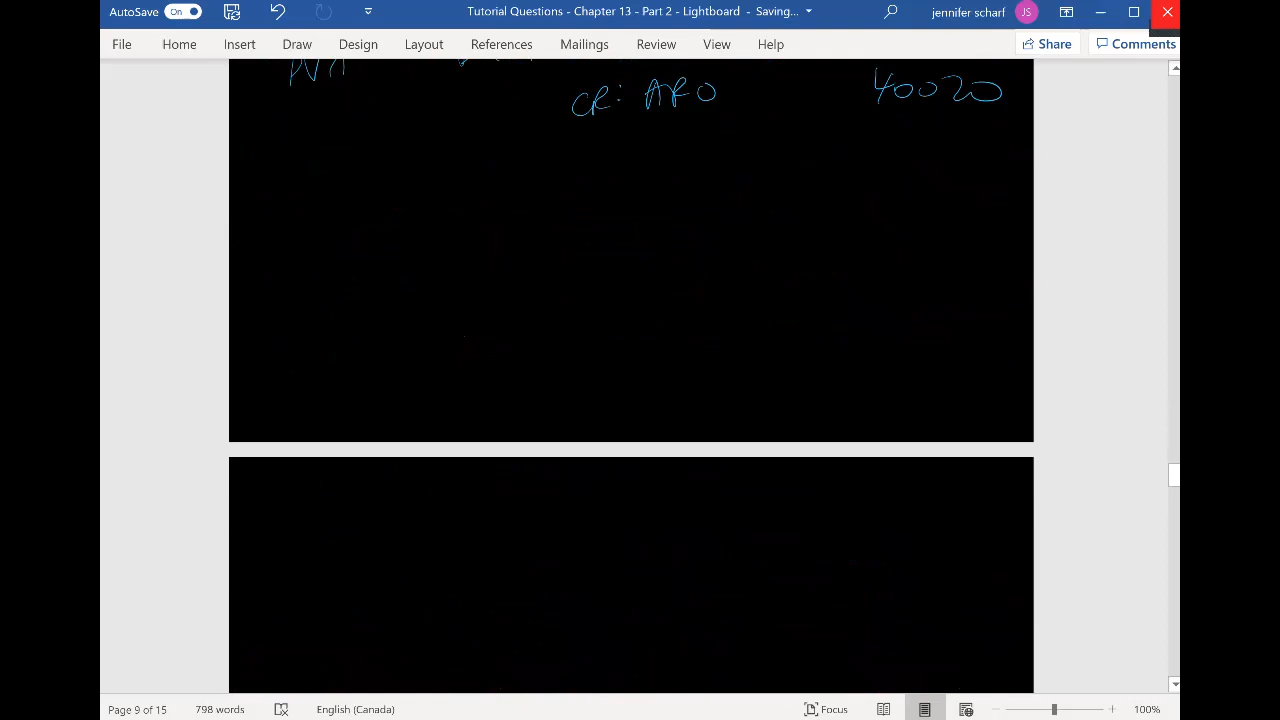 AutoSave On Tutorial Questions - Chapter 13 - Part 2 - Lightboard - Saving... jennifer scharf JS
File Home Insert Draw Design Layout References Mailings Review View Help Share Comments
CR: ARO 40020
Page 9 of 15 798 words English (Canada) Focus 100%